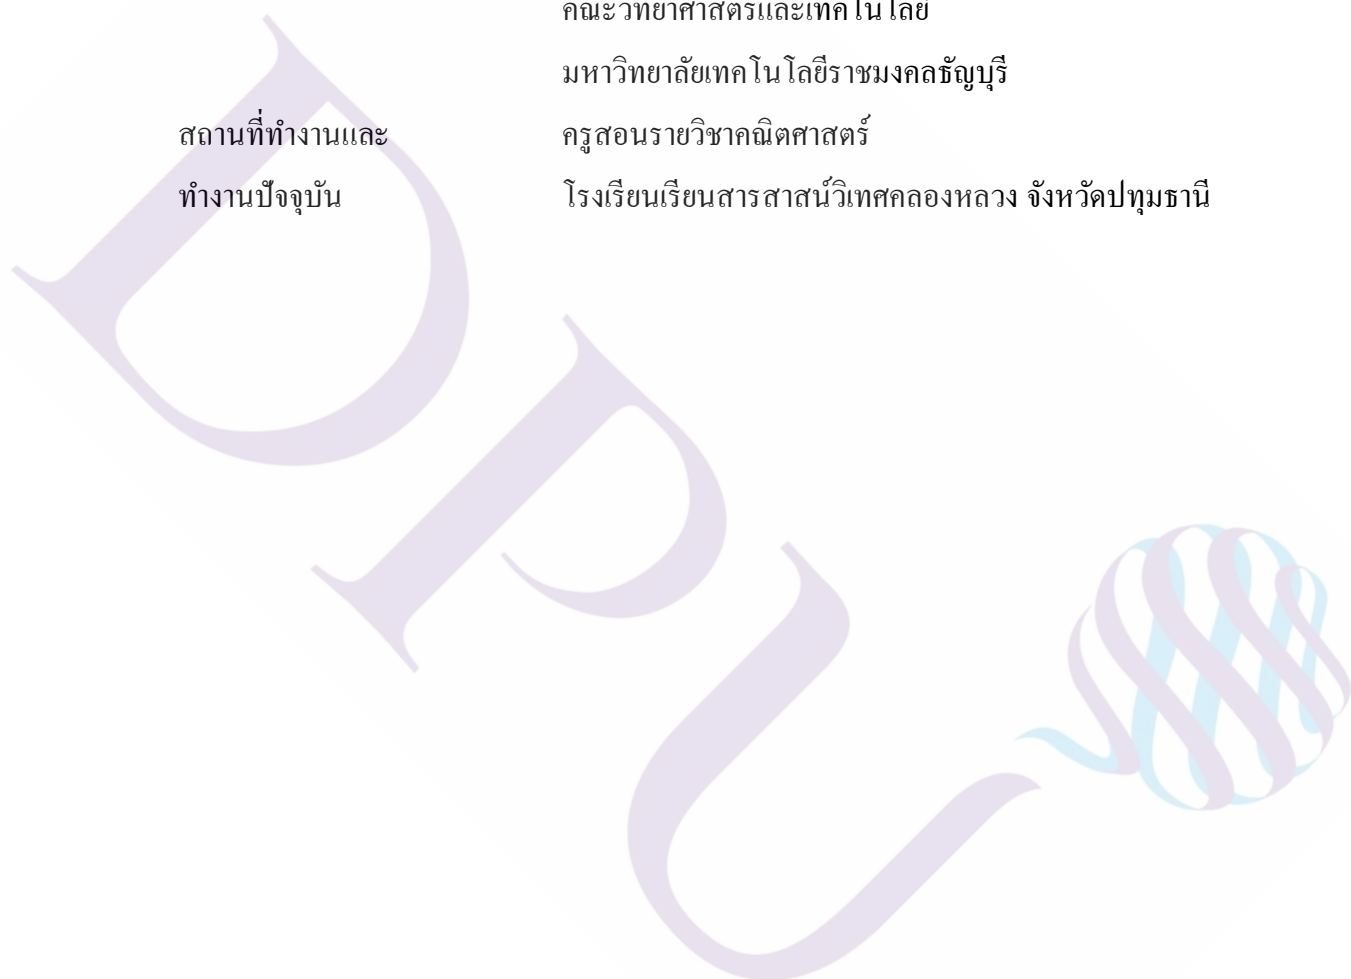 คณะวิทยาศาสตร์และเทคโนโลยี
มหาวิทยาลัยเทคโนโลยีราชมงคลธัญบุรี
สถานที่ทำงานและ ครูสอนรายวิชาคณิตศาสตร์
ทำงานปัจจุบัน โรงเรียนเรียนสารสาสน์วิเทศคลองหลวง จังหวัดปทุมธานี
DPU